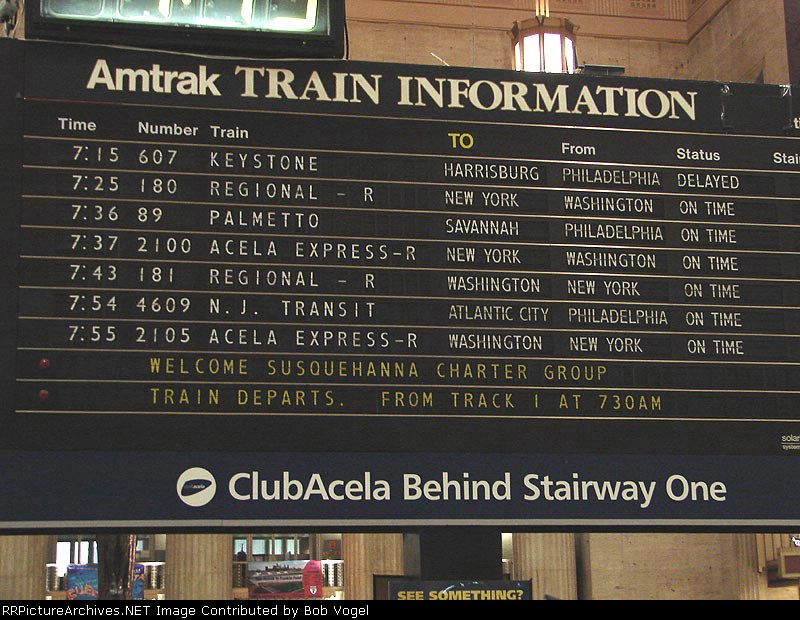 Amtrak TRAIN INFORMATION
Time Number Train TO From Status
7:15 607 KEYSTONE HARRISBURG PHILADELPHIA DELAYED
7:25 180 REGIONAL - R NEW YORK WASHINGTON ON TIME
7:36 89 PALMETTO SAVANNAH PHILADELPHIA ON TIME
7:37 2100 ACELA EXPRESS-R NEW YORK WASHINGTON ON TIME
7:43 181 REGIONAL - R WASHINGTON NEW YORK ON TIME
7:54 4609 N.J. TRANSIT ATLANTIC CITY PHILADELPHIA ON TIME
7:55 2105 ACELA EXPRESS-R WASHINGTON NEW YORK ON TIME
WELCOME SUSQUEHANNA CHARTER GROUP
TRAIN DEPARTS. FROM TRACK 1 AT 730AM
solar
system
ClubAcela Behind Stairway One
SEE SOMETHING?
RRPictureArchives.NET Image Contributed by Bob Vogel